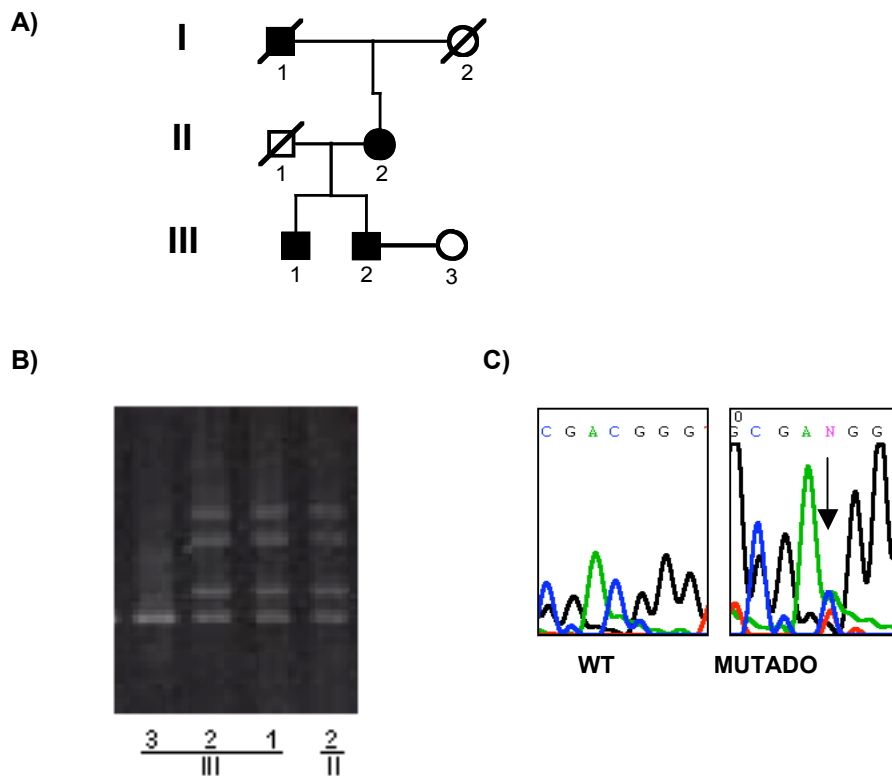 A)
I
1
2
II
1
2
III
1
2
3
B)
C)
C G A C G G G
0
G C G A N G G
WT
MUTADO
3 2 1 2
III II